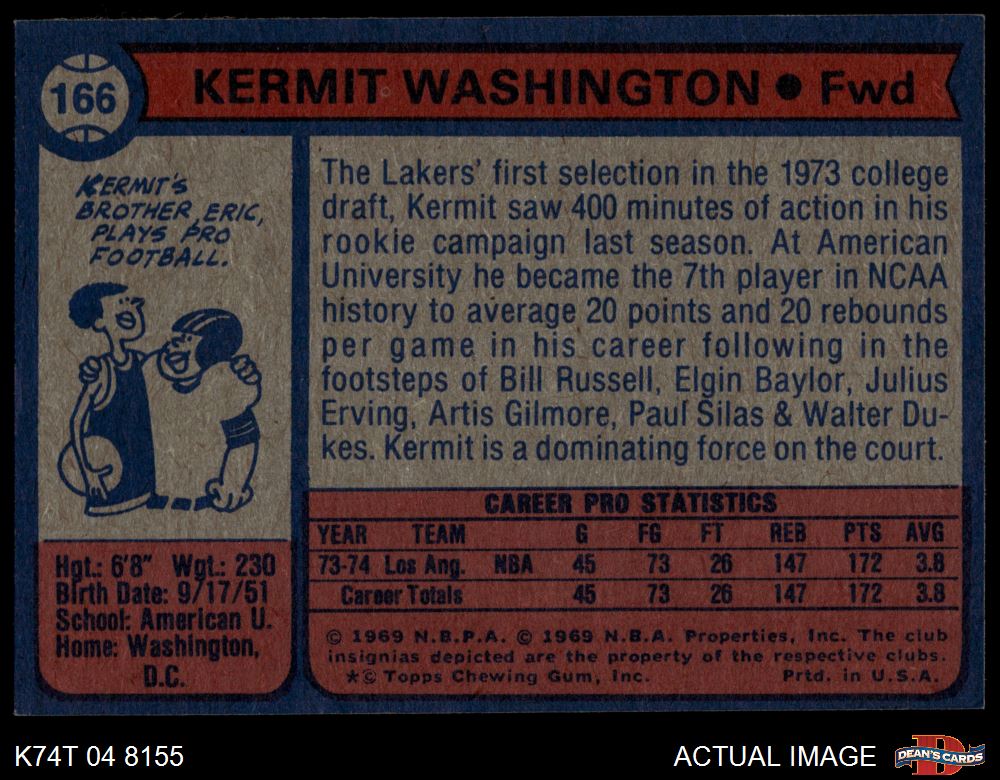 166
KERMIT WASHINGTON ● Fwd
KERMIT'S
BROTHER, ERIC,
PLAYS PRO
FOOTBALL.
Hgt.: 6'8" Wgt.: 230
Birth Date: 9/17/51
School: American U.
Home: Washington,
D.C.
The Lakers' first selection in the 1973 college
draft, Kermit saw 400 minutes of action in his
rookie campaign last season. At American
University he became the 7th player in NCAA
history to average 20 points and 20 rebounds
per game in his career following in the
footsteps of Bill Russell, Elgin Baylor, Julius
Erving, Artis Gilmore, Paul Silas & Walter Du-
kes. Kermit is a dominating force on the court.
CAREER PRO STATISTICS
YEAR TEAM G FG FT REB PTS AVG
73-74 Los Ang. NBA 45 73 26 147 172 3.8
Career Totals 45 73 26 147 172 3.8
© 1969 N.B.P.A. © 1969 N.B.A. Properties, Inc. The club
insignias depicted are the property of the respective clubs.
*© Topps Chewing Gum, Inc. Prtd. in U.S.A.
K74T 04 8155
ACTUAL IMAGE
D
DEAN'S CARDS